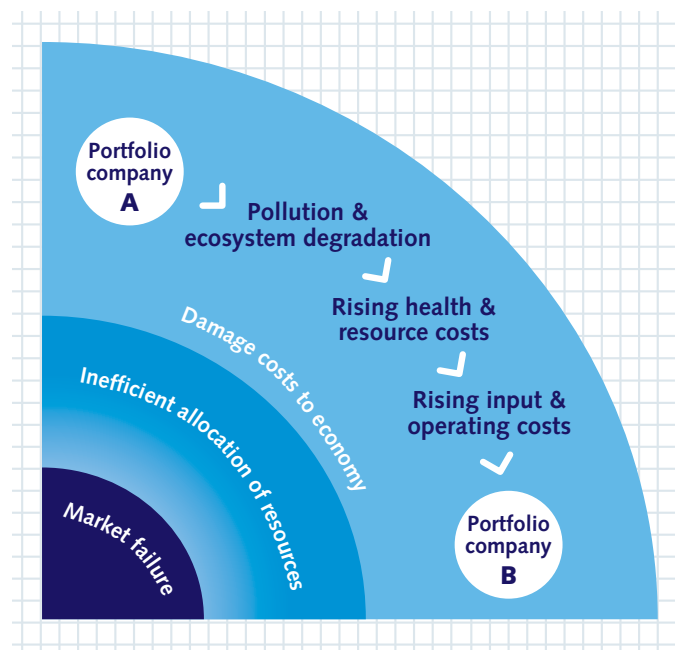 Portfolio
company
A
Pollution &
ecosystem degradation
Rising health &
resource costs
Rising input &
operating costs
Portfolio
company
B
Damage costs to economy
Inefficient allocation of resources
Market failure